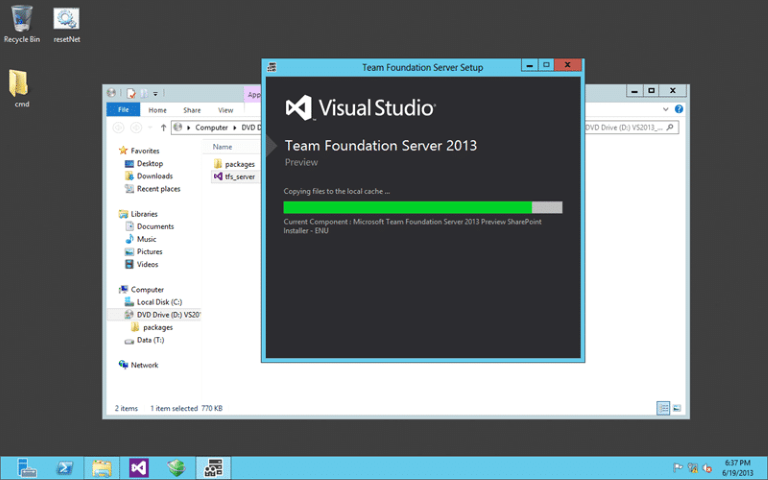 Recycle Bin
resetNet
cmd
Team Foundation Server Setup
App
File
Home
Share
View
Computer
DVD D
DVD Drive (D:) VS2013_...
Name
packages
tfs_server
Favorites
Desktop
Downloads
Recent places
Libraries
Documents
Music
Pictures
Videos
Computer
Local Disk (C:)
DVD Drive (D:) VS201
packages
Data (T:)
Network
Visual Studio
Team Foundation Server 2013
Preview
Copying files to the local cache ...
Current Component : Microsoft Team Foundation Server 2013 Preview SharePoint
Installer - ENU
2 items
1 item selected 770 KB
6:37 PM
6/19/2013